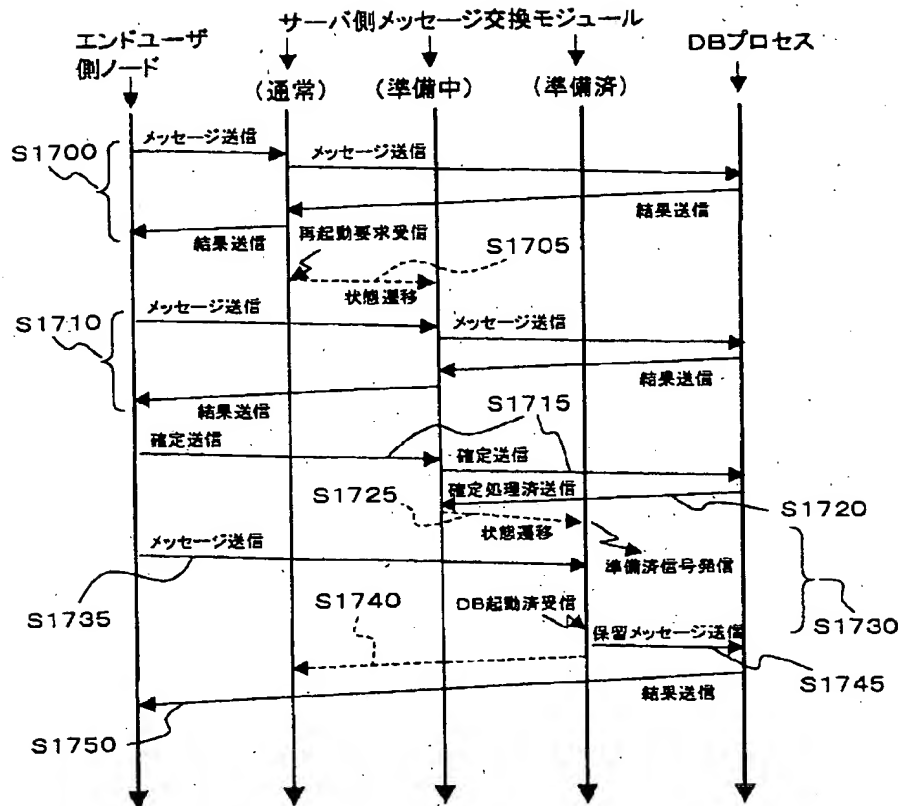 サーバ側メッセージ交換モジュール
エンドユーザ
側ノード
DBプロセス
(通常)
(準備中)
(準備済)
メッセージ送信
S1700
メッセージ送信
結果送信
結果送信
再起動要求受信
S1705
状態遷移
メッセージ送信
S1710
メッセージ送信
結果送信
結果送信
S1715
確定送信
確定送信
S1725
確定処理済送信
S1720
状態遷移
メッセージ送信
準備済信号発信
S1735
S1740
DB起動済受信
S1730
保留メッセージ送信
S1745
結果送信
S1750